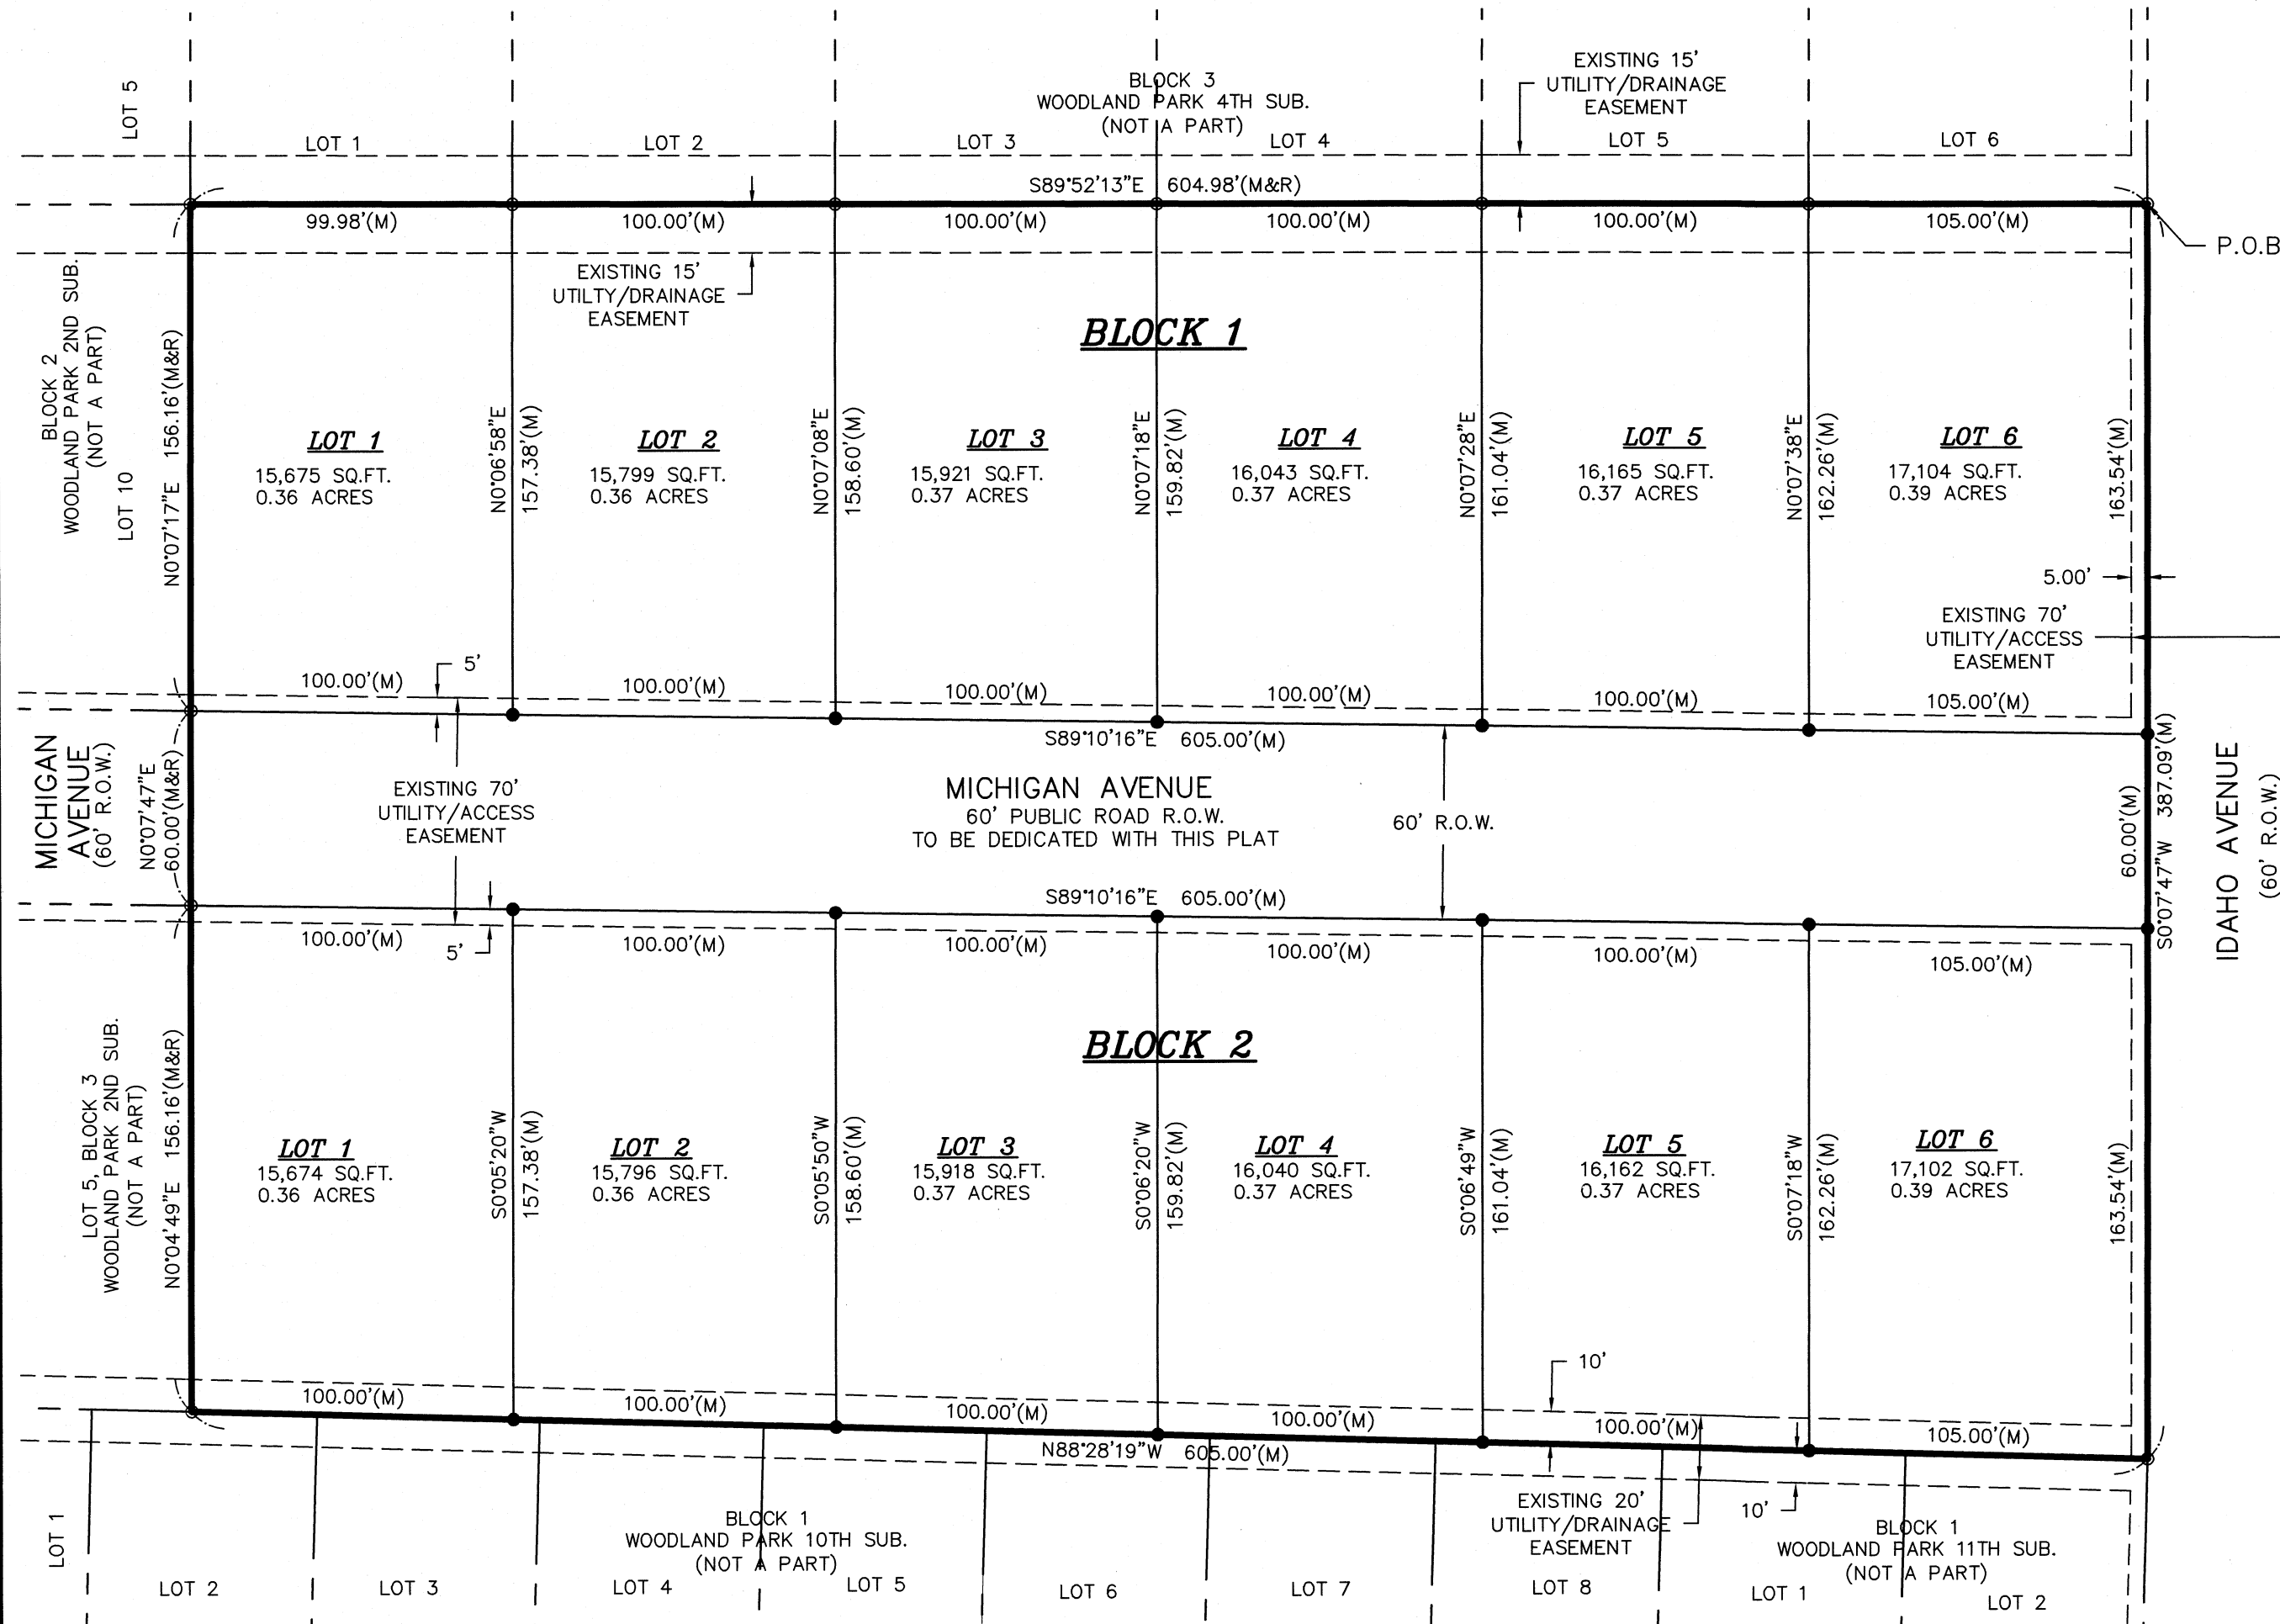 LOT 5
BLOCK 3
WOODLAND PARK 4TH SUB.
(NOT A PART)
EXISTING 15'
UTILITY/DRAINAGE
EASEMENT
LOT 1
LOT 2
LOT 3
LOT 4
LOT 5
LOT 6
S89°52'13"E 604.98'(M&R)
99.98'(M)
100.00'(M)
100.00'(M)
100.00'(M)
100.00'(M)
105.00'(M)
P.O.B
EXISTING 15'
UTILTY/DRAINAGE
EASEMENT
BLOCK 1
BLOCK 2
WOODLAND PARK 2ND SUB.
(NOT A PART)
LOT 10
N0°07'17"E 156.16'(M&R)
LOT 1
15,675 SQ.FT.
0.36 ACRES
N0°06'58"E
157.38'(M)
LOT 2
15,799 SQ.FT.
0.36 ACRES
N0°07'08"E
158.60'(M)
LOT 3
15,921 SQ.FT.
0.37 ACRES
N0°07'18"E
159.82'(M)
LOT 4
16,043 SQ.FT.
0.37 ACRES
N0°07'28"E
161.04'(M)
LOT 5
16,165 SQ.FT.
0.37 ACRES
N0°07'38"E
162.26'(M)
LOT 6
17,104 SQ.FT.
0.39 ACRES
163.54'(M)
5.00'
EXISTING 70'
UTILITY/ACCESS
EASEMENT
5'
100.00'(M)
100.00'(M)
100.00'(M)
100.00'(M)
100.00'(M)
105.00'(M)
S89°10'16"E 605.00'(M)
MICHIGAN
AVENUE
(60' R.O.W.)
N0°07'47"E
60.00'(M&R)
EXISTING 70'
UTILITY/ACCESS
EASEMENT
MICHIGAN AVENUE
60' PUBLIC ROAD R.O.W.
TO BE DEDICATED WITH THIS PLAT
60' R.O.W.
60.00'(M)
S0°07'47"W 387.09'(M)
IDAHO AVENUE
(60' R.O.W.)
S89°10'16"E 605.00'(M)
100.00'(M)
5'
100.00'(M)
100.00'(M)
100.00'(M)
100.00'(M)
105.00'(M)
BLOCK 2
LOT 5, BLOCK 3
WOODLAND PARK 2ND SUB.
(NOT A PART)
N0°04'49"E 156.16'(M&R)
LOT 1
15,674 SQ.FT.
0.36 ACRES
S0°05'20"W
157.38'(M)
LOT 2
15,796 SQ.FT.
0.36 ACRES
S0°05'50"W
158.60'(M)
LOT 3
15,918 SQ.FT.
0.37 ACRES
S0°06'20"W
159.82'(M)
LOT 4
16,040 SQ.FT.
0.37 ACRES
S0°06'49"W
161.04'(M)
LOT 5
16,162 SQ.FT.
0.37 ACRES
S0°07'18"W
162.26'(M)
LOT 6
17,102 SQ.FT.
0.39 ACRES
163.54'(M)
10'
100.00'(M)
100.00'(M)
100.00'(M)
100.00'(M)
100.00'(M)
105.00'(M)
N88°28'19"W 605.00'(M)
EXISTING 20'
UTILITY/DRAINAGE
EASEMENT
10'
BLOCK 1
WOODLAND PARK 10TH SUB.
(NOT A PART)
BLOCK 1
WOODLAND PARK 11TH SUB.
(NOT A PART)
LOT 1
LOT 2
LOT 3
LOT 4
LOT 5
LOT 6
LOT 7
LOT 8
LOT 1
LOT 2